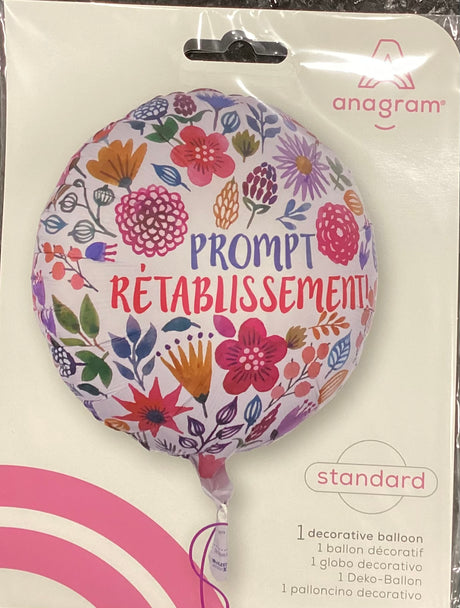 anagram®
PROMPT
RÉTABLISSEMENT!
standard
1 decorative balloon
1 ballon décoratif
1 globo decorativo
1 Deko-Ballon
1 palloncino decorativo